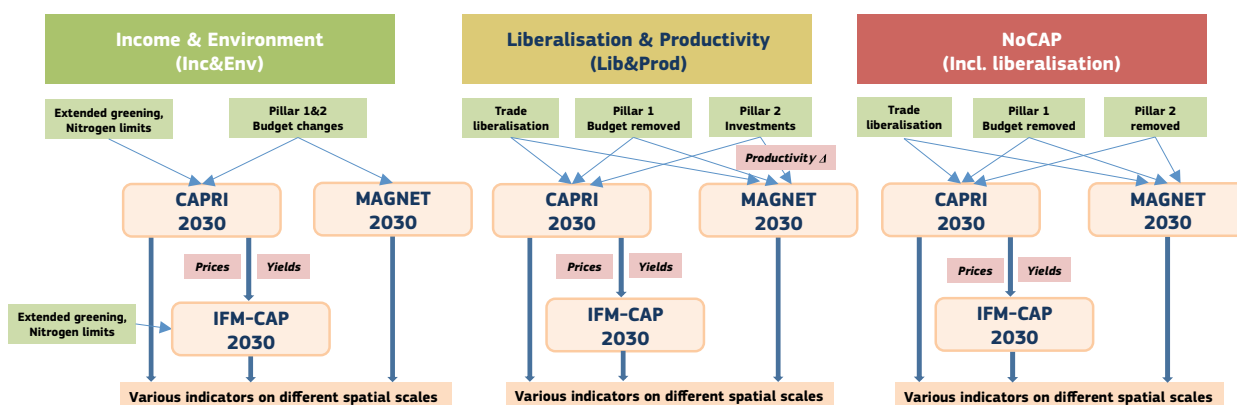 Income & Environment
(Inc&Env)
Extended greening,
Nitrogen limits
Pillar 1&2
Budget changes
CAPRI
2030
MAGNET
2030
Prices
Yields
Extended greening,
Nitrogen limits
IFM-CAP
2030
Various indicators on different spatial scales
Liberalisation & Productivity
(Lib&Prod)
Trade
liberalisation
Pillar 1
Budget removed
Pillar 2
Investments
Productivity Δ
CAPRI
2030
MAGNET
2030
Prices
Yields
IFM-CAP
2030
Various indicators on different spatial scales
NoCAP
(Incl. liberalisation)
Trade
liberalisation
Pillar 1
Budget removed
Pillar 2
removed
CAPRI
2030
MAGNET
2030
Prices
Yields
IFM-CAP
2030
Various indicators on different spatial scales